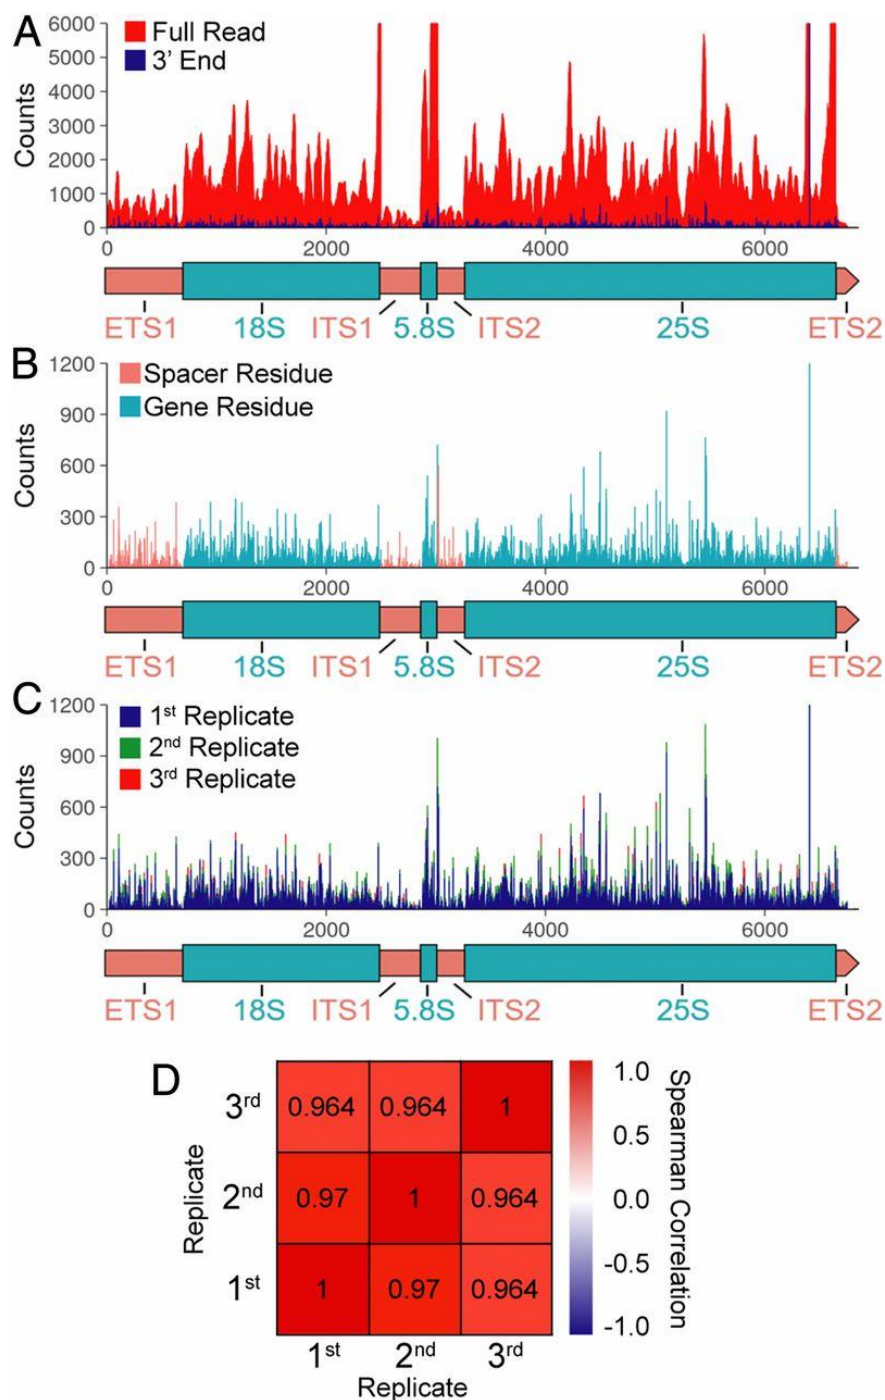 A
Full Read
3' End
Counts
6000
5000
4000
3000
2000
1000
0
0 2000 4000 6000
ETS1 18S ITS1 5.8S ITS2 25S ETS2
B
Spacer Residue
Gene Residue
Counts
1200
900
600
300
0
0 2000 4000 6000
ETS1 18S ITS1 5.8S ITS2 25S ETS2
C
1st Replicate
2nd Replicate
3rd Replicate
Counts
1200
900
600
300
0
0 2000 4000 6000
ETS1 18S ITS1 5.8S ITS2 25S ETS2
D
Replicate
3rd 0.964 0.964 1
2nd 0.97 1 0.964
1st 1 0.97 0.964
1st 2nd 3rd
Replicate
1.0
0.5
0.0
-0.5
-1.0
Spearman Correlation